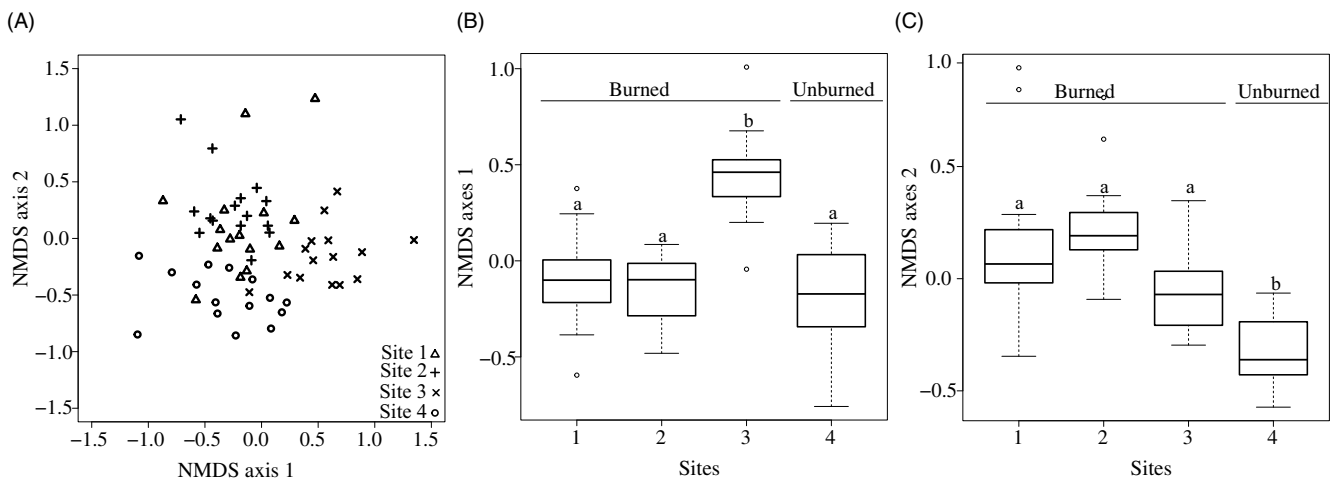 (A)
1.5
1.0
0.5
0.0
−0.5
−1.0
−1.5
NMDS axis 2
−1.5 −1.0 −0.5 0.0 0.5 1.0 1.5
NMDS axis 1
Site 1
Site 2
Site 3
Site 4
(B)
1.0
0.5
0.0
−0.5
NMDS axes 1
Burned Unburned
a a b a
1 2 3 4
Sites
(C)
1.0
0.5
0.0
−0.5
NMDS axes 2
Burned Unburned
a a a b
1 2 3 4
Sites